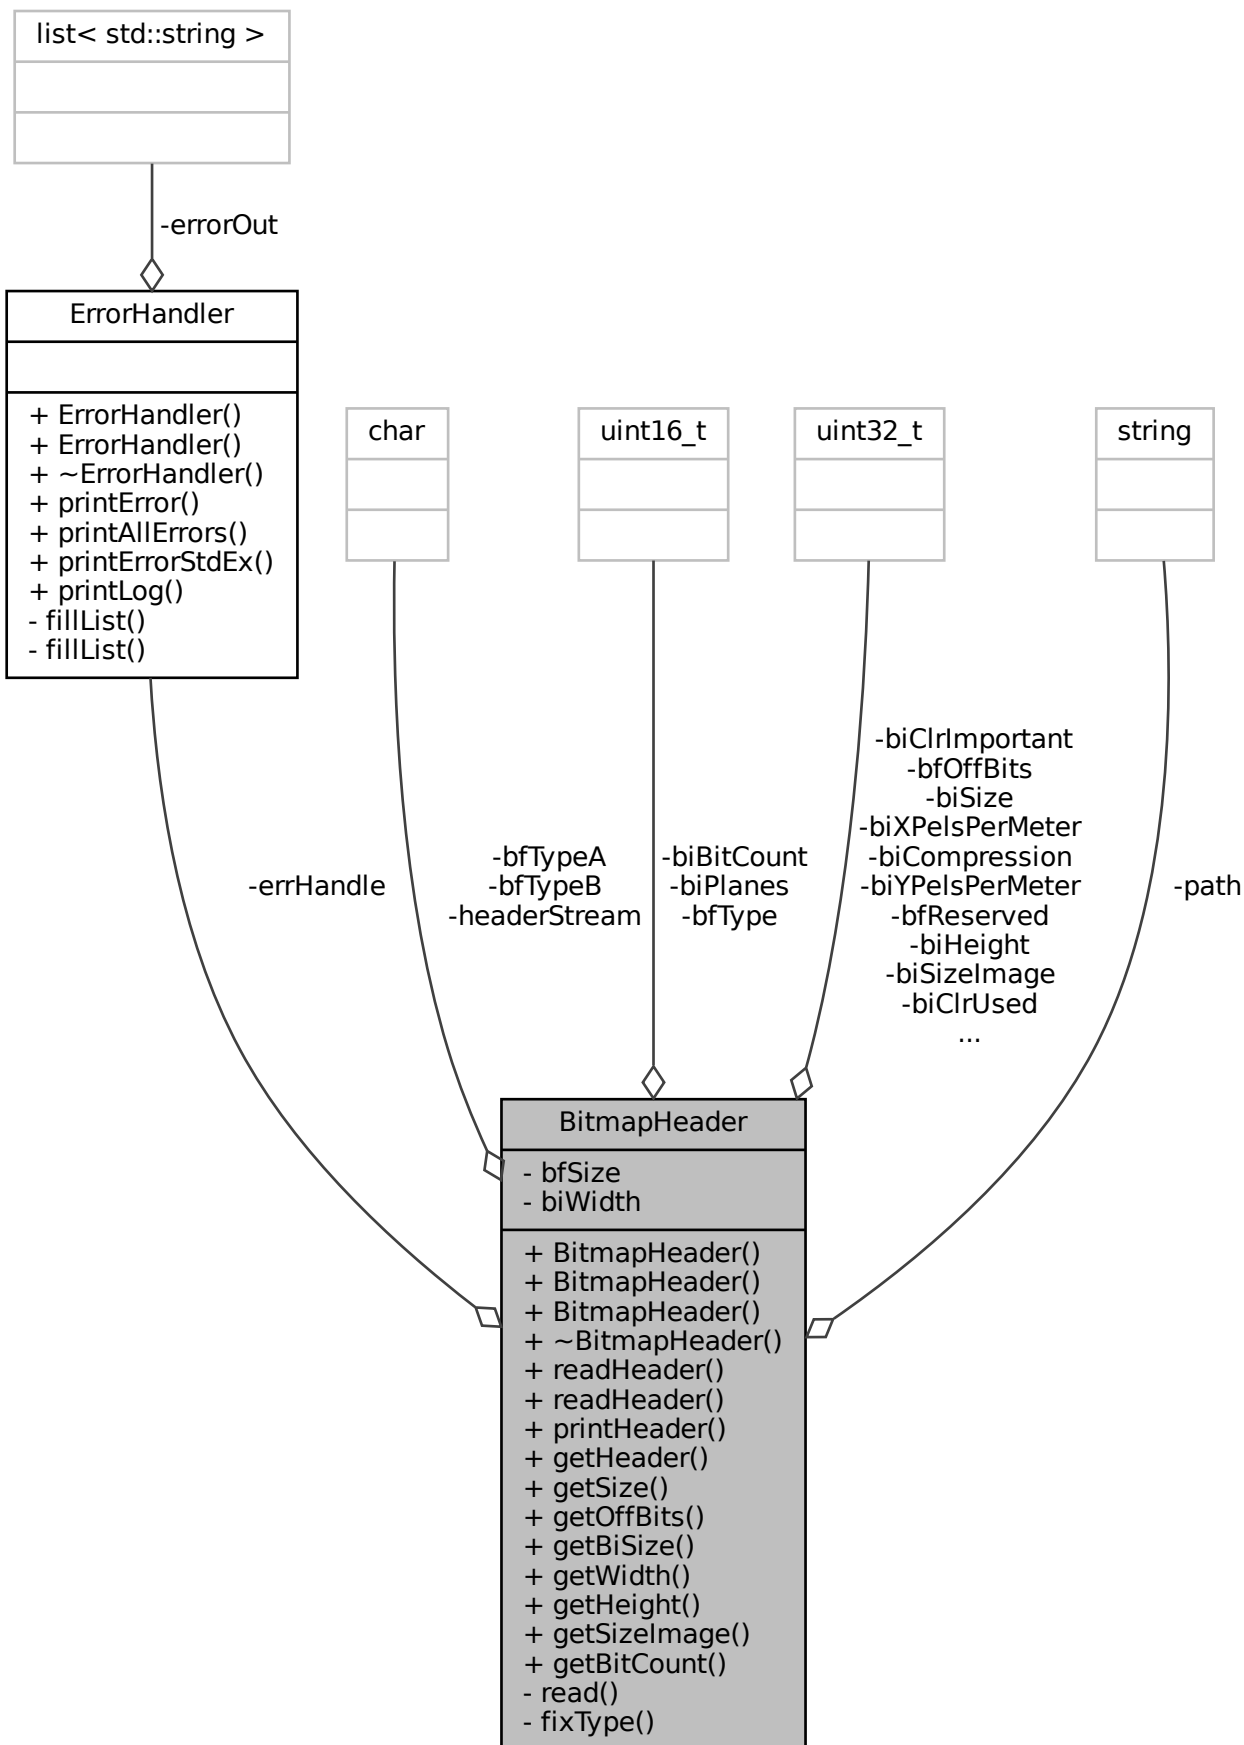 list< std::string >
-errorOut
ErrorHandler
+ ErrorHandler()
+ ErrorHandler()
+ ~ErrorHandler()
+ printError()
+ printAllErrors()
+ printErrorStdEx()
+ printLog()
- fillList()
- fillList()
char
uint16_t
uint32_t
string
-errHandle
-bfTypeA
-bfTypeB
-headerStream
-biBitCount
-biPlanes
-bfType
-biClrImportant
-bfOffBits
-biSize
-biXPelsPerMeter
-biCompression
-biYPelsPerMeter
-bfReserved
-biHeight
-biSizeImage
-biClrUsed
...
-path
BitmapHeader
- bfSize
- biWidth
+ BitmapHeader()
+ BitmapHeader()
+ BitmapHeader()
+ ~BitmapHeader()
+ readHeader()
+ readHeader()
+ printHeader()
+ getHeader()
+ getSize()
+ getOffBits()
+ getBiSize()
+ getWidth()
+ getHeight()
+ getSizeImage()
+ getBitCount()
- read()
- fixType()